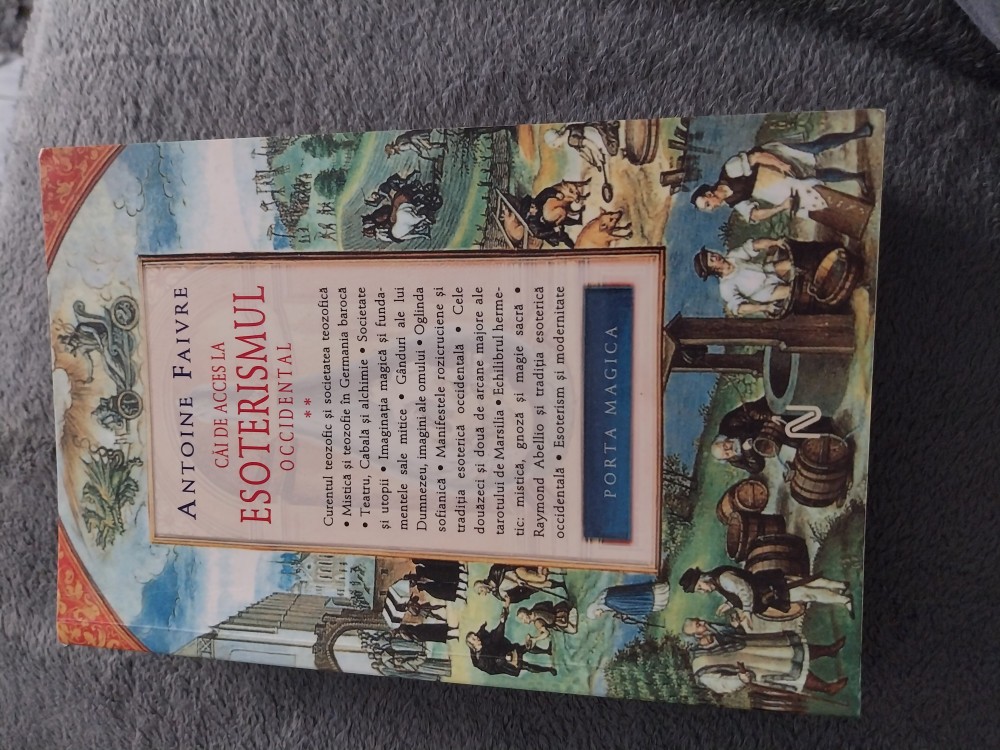 ANTOINE FAIVRE
CĂI DE ACCES LA
ESOTERISMUL
OCCIDENTAL
**
Curentul teozofic și societatea teozofică
• Mistică și teozofie în Germania barocă
• Teatru, Cabală și alchimie • Societate
și utopii • Imaginația magică și funda-
mentele sale mitice • Gânduri ale lui
Dumnezeu, imagini ale omului • Oglinda
sofianică • Manifestele rozicruciene și
tradiția esoterică occidentală • Cele
douăzeci și două de arcane majore ale
tarotului de Marsilia • Echilibrul herme-
tic: mistică, gnoză și magie sacră •
Raymond Abellio și tradiția esoterică
occidentală • Esoterism și modernitate
PORTA MAGICA
N